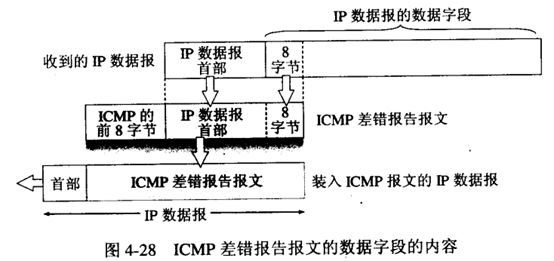 IP 数据报的数据字段
收到的 IP 数据报
IP 数据报
首部
8
字节
ICMP 的
前 8 字节
IP 数据报
首部
8
字节
ICMP 差错报告报文
首部
ICMP 差错报告报文
装入 ICMP 报文的 IP 数据报
IP 数据报
图 4-28 ICMP 差错报告报文的数据字段的内容